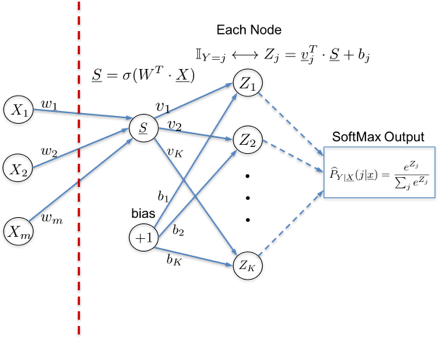 Each Node
𝕀_{Y=j} ⟷ Z_j = v_j^T · S + b_j
S = σ(W^T · X)
X_1
w_1
v_1
Z_1
S
v_2
Z_2
SoftMax Output
X_2
w_2
v_K
P̂_{Y|X}(j|x) = e^{Z_j} / ∑_j e^{Z_j}
b_1
X_m
w_m
bias
+1
b_2
b_K
Z_K